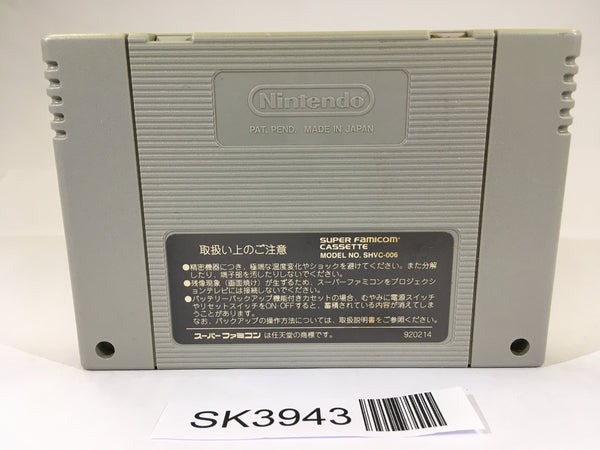 Nintendo
PAT. PEND. MADE IN JAPAN
取扱い上のご注意
SUPER FAMICOM
CASSETTE
MODEL NO. SHVC-006
●精密機器につき、極端な温度変化やショックを避けてください。また分解
したり、端子部を汚したりしないでください。
●残像現象（画面焼け）が生ずるため、スーパーファミコンをプロジェクシ
ョンテレビには接続しないでください。
●バッテリーバックアップ機能付きカセットの場合、むやみに電源スイッチ
やリセットスイッチをON・OFFすると、蓄積されている内容が消えてしま
うことがあります。
なお、バックアップの操作方法については、取扱説明書をご参照ください。
スーパーファミコン は任天堂の商標です。
920214
SK3943